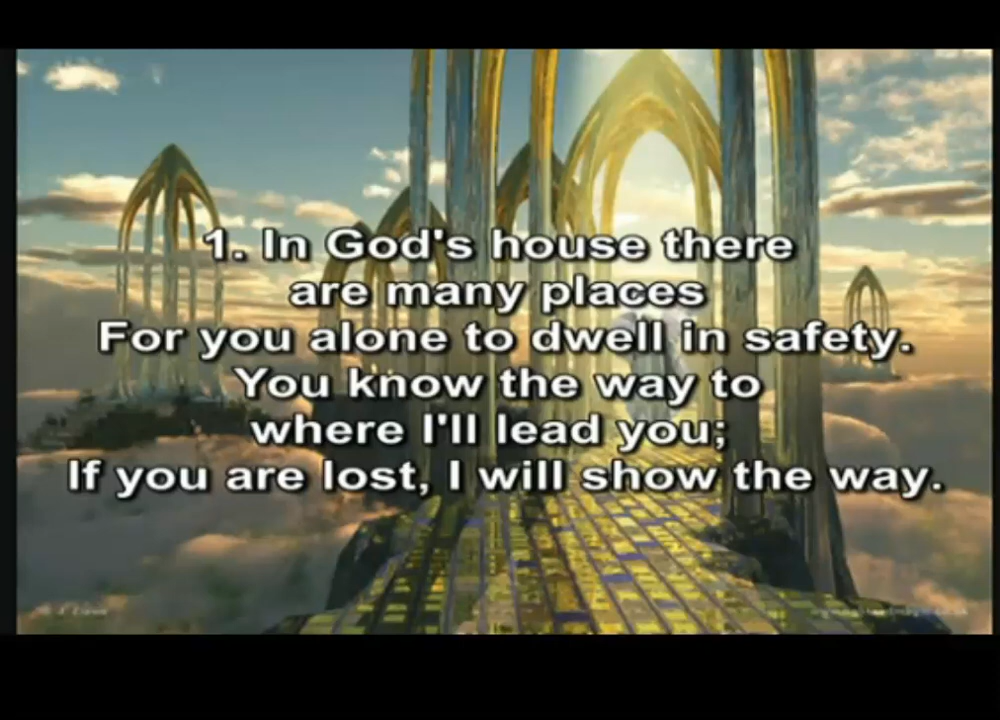 1. In God's house there
are many places
For you alone to dwell in safety.
You know the way to
where I'll lead you;
If you are lost, I will show the way.